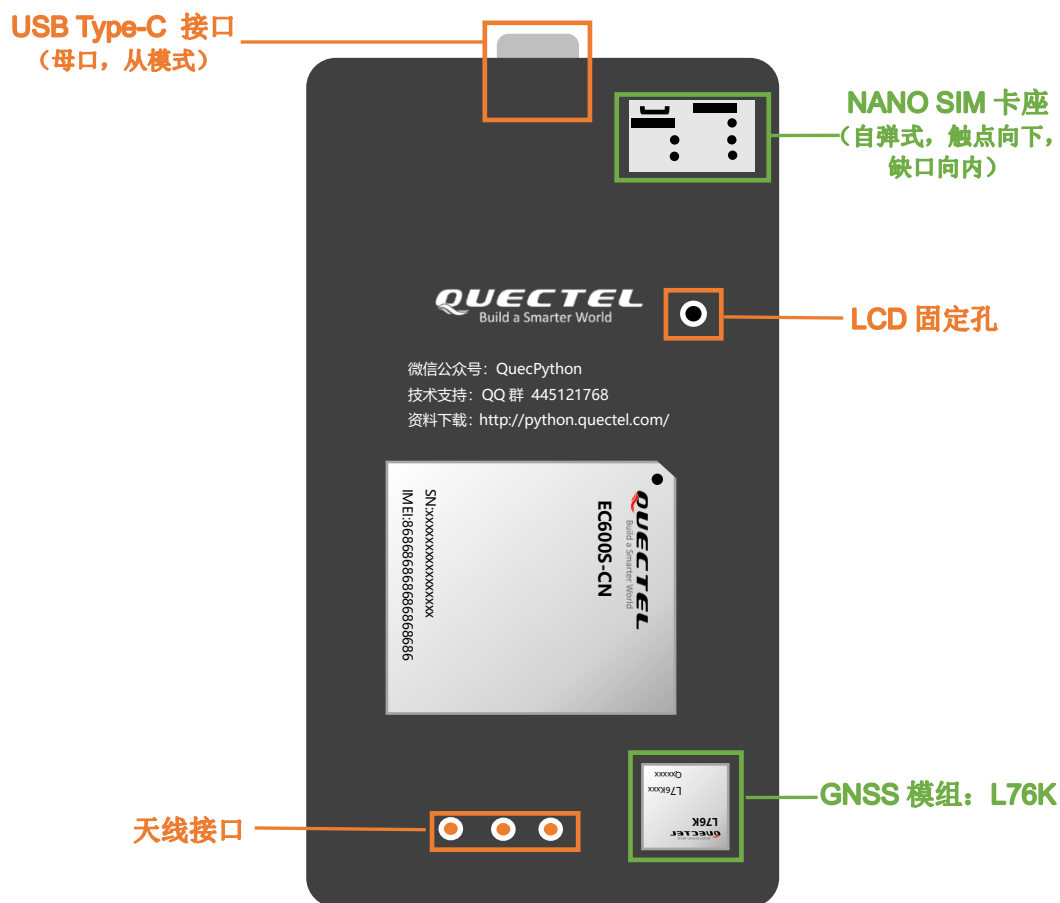 USB Type-C 接口
（母口，从模式）
NANO SIM 卡座
（自弹式，触点向下，
缺口向内）
QUECTEL
Build a Smarter World
LCD 固定孔
微信公众号：QuecPython
技术支持：QQ 群 445121768
资料下载：http://python.quectel.com/
QUECTEL
Build a Smarter World
EC600S-CN
SN:xxxxxxxxxxxxxxx
IMEI:868686868686868686
GNSS 模组：L76K
QUECTEL
L76K
L76Kxxx
Qxxxxx
天线接口